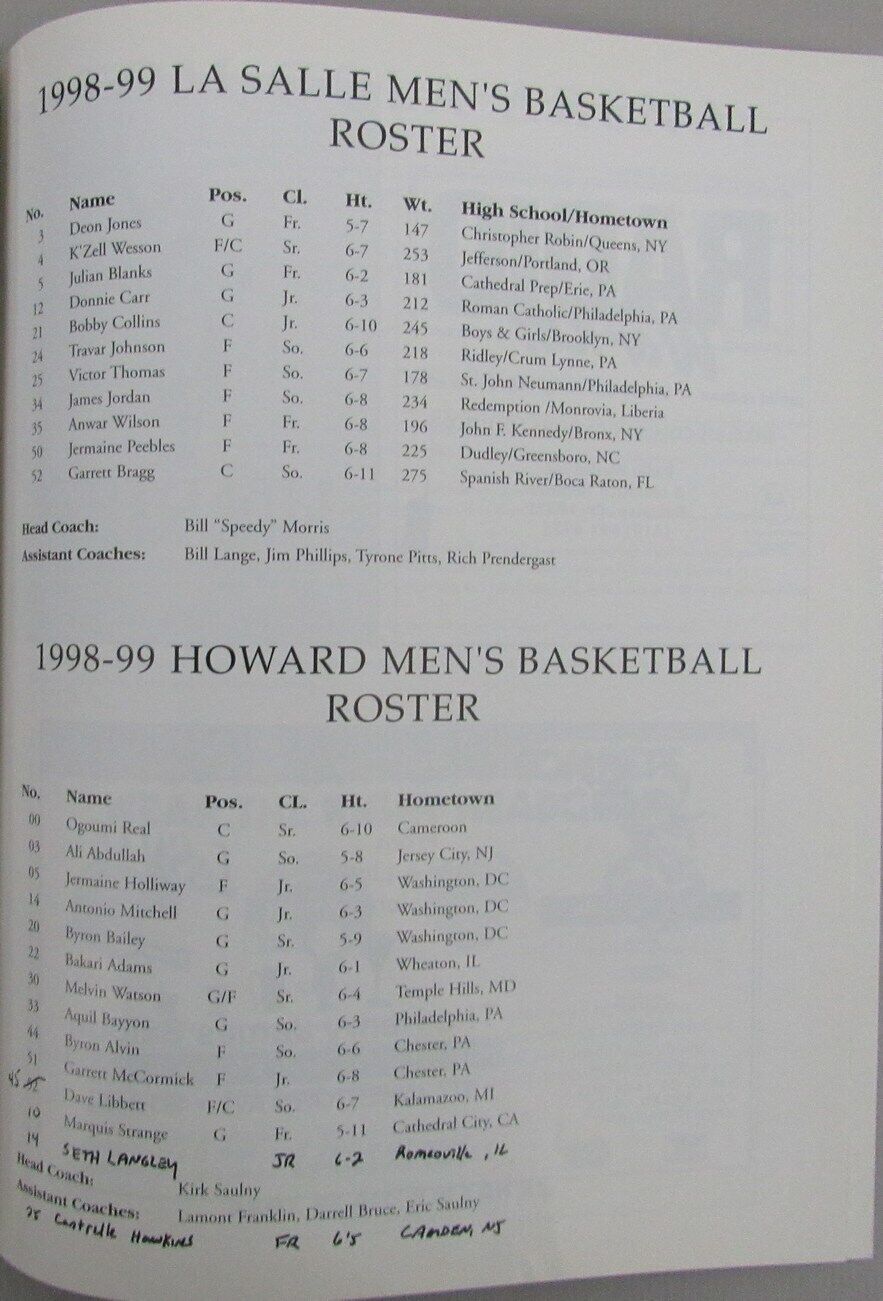 1998-99 LA SALLE MEN'S BASKETBALL
ROSTER
No. Name Pos. Cl. Ht. Wt. High School/Hometown
3 Deon Jones G Fr. 5-7 147 Christopher Robin/Queens, NY
4 K'Zell Wesson F/C Sr. 6-7 253 Jefferson/Portland, OR
5 Julian Blanks G Fr. 6-2 181 Cathedral Prep/Erie, PA
12 Donnie Carr G Jr. 6-3 212 Roman Catholic/Philadelphia, PA
21 Bobby Collins C Jr. 6-10 245 Boys & Girls/Brooklyn, NY
24 Travar Johnson F So. 6-6 218 Ridley/Crum Lynne, PA
25 Victor Thomas F So. 6-7 178 St. John Neumann/Philadelphia, PA
34 James Jordan F So. 6-8 234 Redemption /Monrovia, Liberia
35 Anwar Wilson F Fr. 6-8 196 John F. Kennedy/Bronx, NY
50 Jermaine Peebles F Fr. 6-8 225 Dudley/Greensboro, NC
52 Garrett Bragg C So. 6-11 275 Spanish River/Boca Raton, FL
Head Coach: Bill "Speedy" Morris
Assistant Coaches: Bill Lange, Jim Phillips, Tyrone Pitts, Rich Prendergast
1998-99 HOWARD MEN'S BASKETBALL
ROSTER
No. Name Pos. CL. Ht. Hometown
00 Ogoumi Real C Sr. 6-10 Cameroon
03 Ali Abdullah G So. 5-8 Jersey City, NJ
05 Jermaine Holliway F Jr. 6-5 Washington, DC
14 Antonio Mitchell G Jr. 6-3 Washington, DC
20 Byron Bailey G Sr. 5-9 Washington, DC
22 Bakari Adams G Jr. 6-1 Wheaton, IL
30 Melvin Watson G/F Sr. 6-4 Temple Hills, MD
33 Aquil Bayyon G So. 6-3 Philadelphia, PA
44 Byron Alvin F So. 6-6 Chester, PA
51 Garrett McCormick F Jr. 6-8 Chester, PA
45 52 Dave Libbett F/C So. 6-7 Kalamazoo, MI
10 Marquis Strange G Fr. 5-11 Cathedral City, CA
14 SETH LANGLEY JR 6-2 Romeoville, IL
Head Coach: Kirk Saulny
Assistant Coaches: Lamont Franklin, Darrell Bruce, Eric Saulny
Hawkins FR 6'5 CAMDEN, NJ